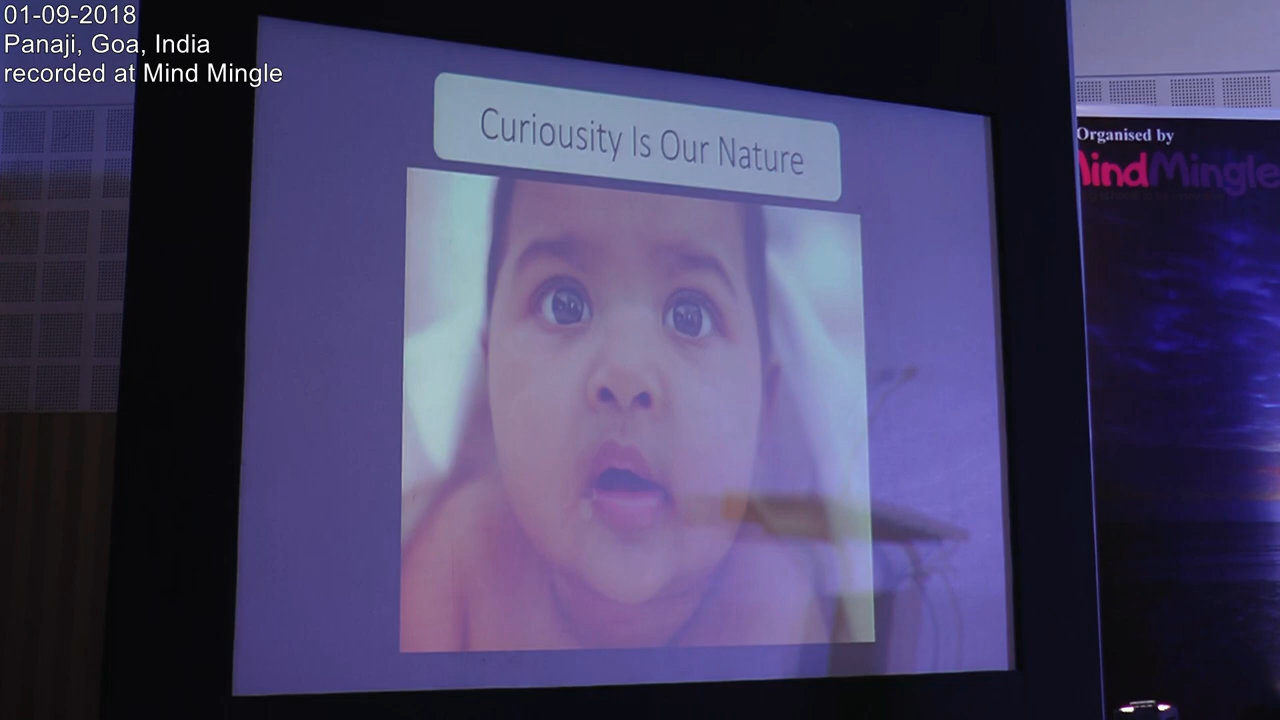 01-09-2018
Panaji, Goa, India
recorded at Mind Mingle
Curiousity Is Our Nature
Organised by
MindMingle